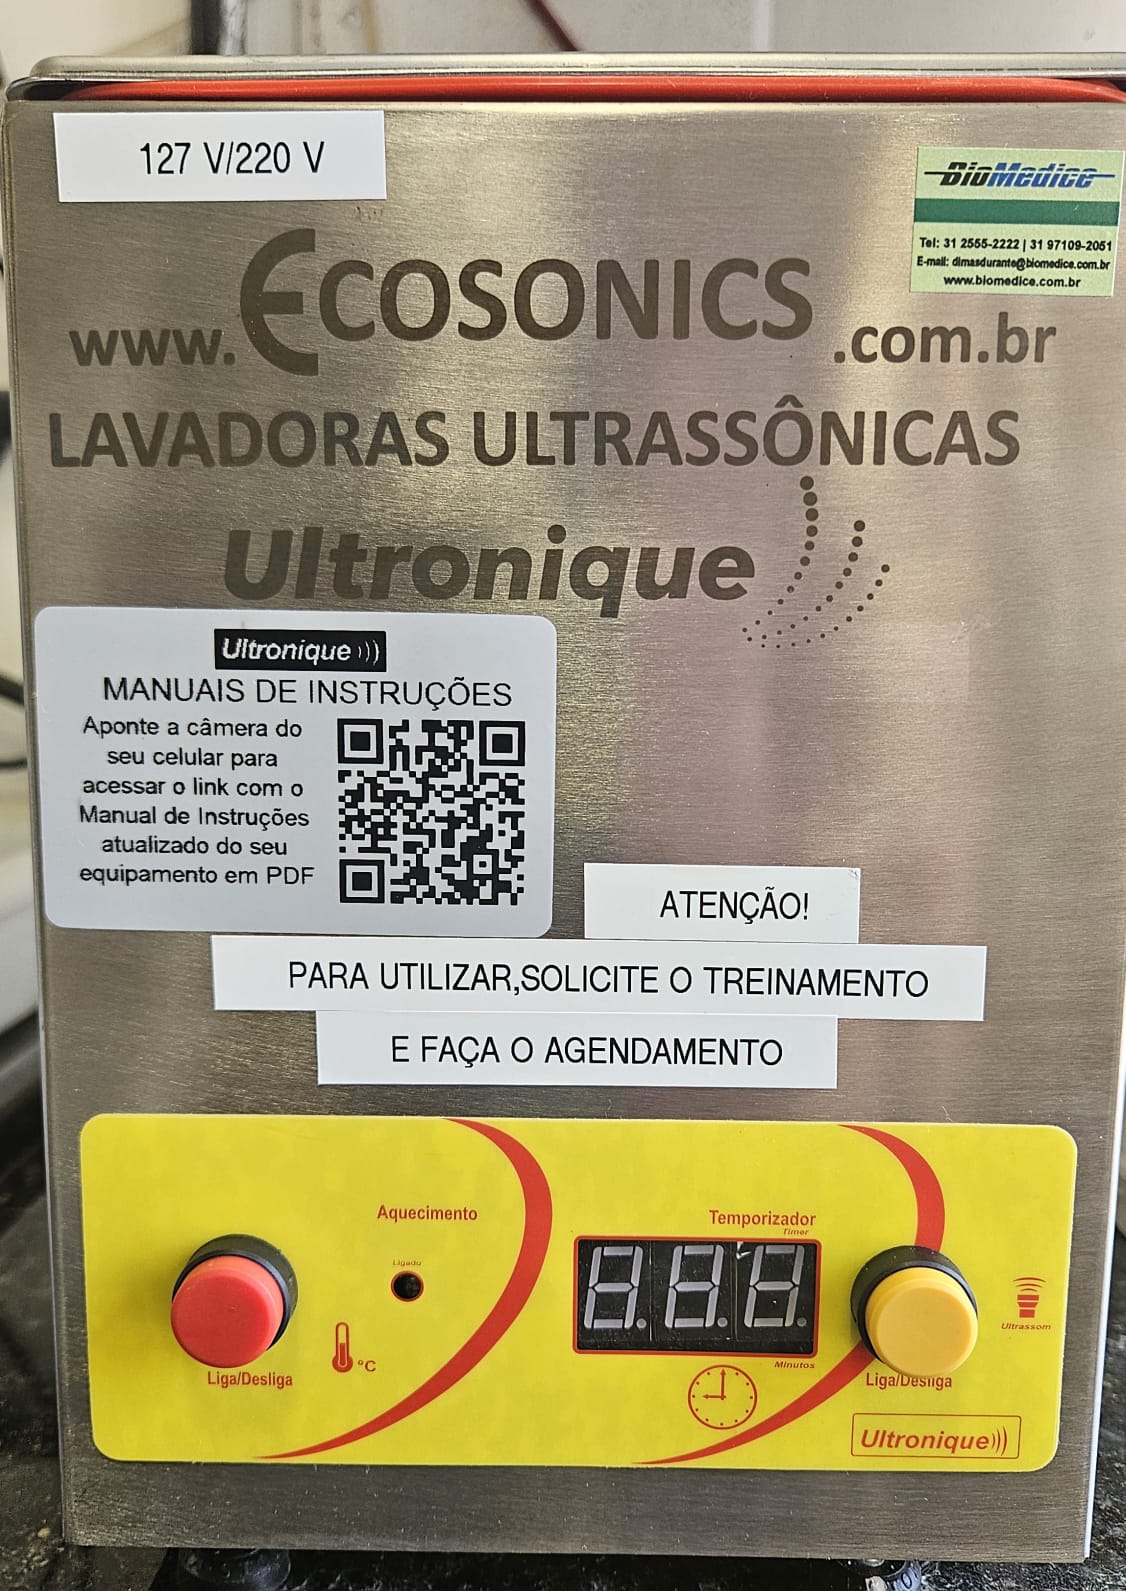 127 V/220 V
BioMedice
Tel: 31 2555-2222 | 31 97109-2051
E-mail: dimasdurante@biomedice.com.br
www.biomedice.com.br
www.ECOSONICS.com.br
LAVADORAS ULTRASSÔNICAS
Ultronique
Ultronique
MANUAIS DE INSTRUÇÕES
Aponte a câmera do
seu celular para
acessar o link com o
Manual de Instruções
atualizado do seu
equipamento em PDF
ATENÇÃO!
PARA UTILIZAR,SOLICITE O TREINAMENTO
E FAÇA O AGENDAMENTO
Aquecimento
Ligado
°C
Liga/Desliga
Temporizador
Timer
Minutos
Ultrassom
Liga/Desliga
Ultronique